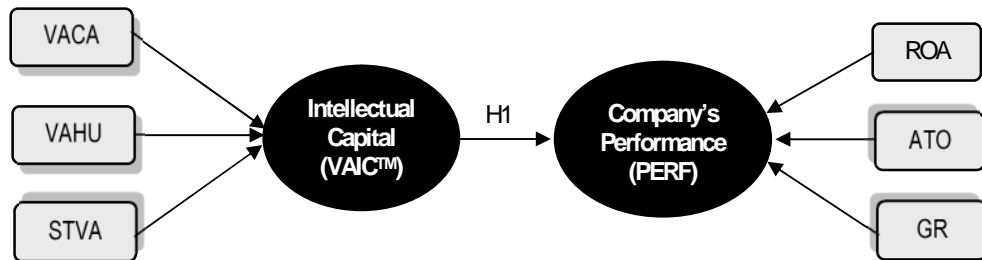 VACA
VAHU
STVA
Intellectual
Capital
(VAIC™)
H1
Company's
Performance
(PERF)
ROA
ATO
GR